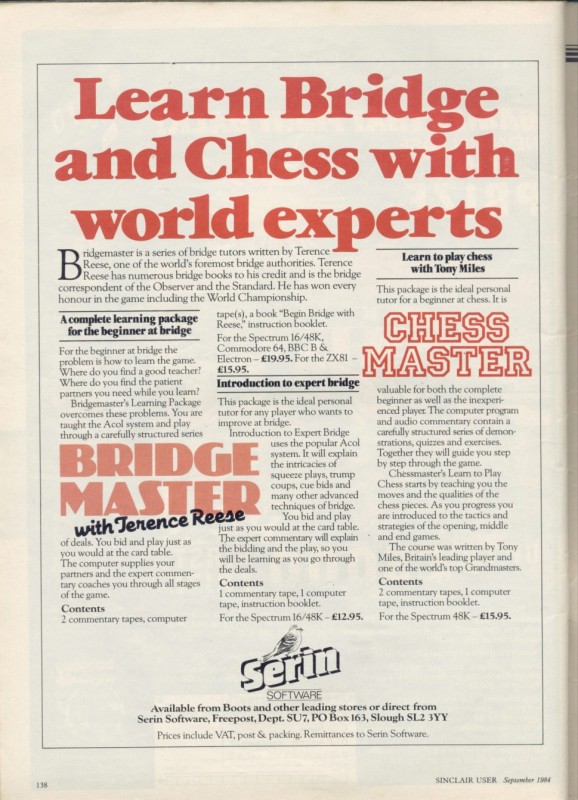 Learn Bridge
and Chess with
world experts
Bridgemaster is a series of bridge tutors written by Terence
Reese, one of the world's foremost bridge authorities. Terence
Reese has numerous bridge books to his credit and is the bridge
correspondent of the Observer and the Standard. He has won every
honour in the game including the World Championship.
A complete learning package
for the beginner at bridge
For the beginner at bridge the
problem is how to learn the game.
Where do you find a good teacher?
Where do you find the patient
partners you need while you learn?
Bridgemaster's Learning Package
overcomes these problems. You are
taught the Acol system and play
through a carefully structured series
BRIDGE
MASTER
with Terence Reese
of deals. You bid and play just as
you would at the card table.
The computer supplies your
partners and the expert commen-
tary coaches you through all stages
of the game.
Contents
2 commentary tapes, computer
tape(s), a book "Begin Bridge with
Reese," instruction booklet.
For the Spectrum 16/48K,
Commodore 64, BBC B &
Electron – £19.95. For the ZX81 –
£15.95.
Introduction to expert bridge
This package is the ideal personal
tutor for any player who wants to
improve at bridge.
Introduction to Expert Bridge
uses the popular Acol
system. It will explain
the intricacies of
squeeze plays, trump
coups, cue bids and
many other advanced
techniques of bridge.
You bid and play
just as you would at the card table.
The expert commentary will explain
the bidding and the play, so you
will be learning as you go through
the deals.
Contents
1 commentary tape, 1 computer
tape, instruction booklet.
For the Spectrum 16/48K – £12.95.
Learn to play chess
with Tony Miles
This package is the ideal personal
tutor for a beginner at chess. It is
CHESS
MASTER
valuable for both the complete
beginner as well as the inexperi-
enced player. The computer program
and audio commentary contain a
carefully structured series of demon-
strations, quizzes and exercises.
Together they will guide you step
by step through the game.
Chessmaster's Learn to Play
Chess starts by teaching you the
moves and the qualities of the
chess pieces. As you progress you
are introduced to the tactics and
strategies of the opening, middle
and end games.
The course was written by Tony
Miles, Britain's leading player and
one of the world's top Grandmasters.
Contents
2 commentary tapes, 1 computer
tape, instruction booklet.
For the Spectrum 48K – £15.95.
Serin
SOFTWARE
Available from Boots and other leading stores or direct from
Serin Software, Freepost, Dept. SU7, PO Box 163, Slough SL2 3YY
Prices include VAT, post & packing. Remittances to Serin Software.
138
SINCLAIR USER September 1984